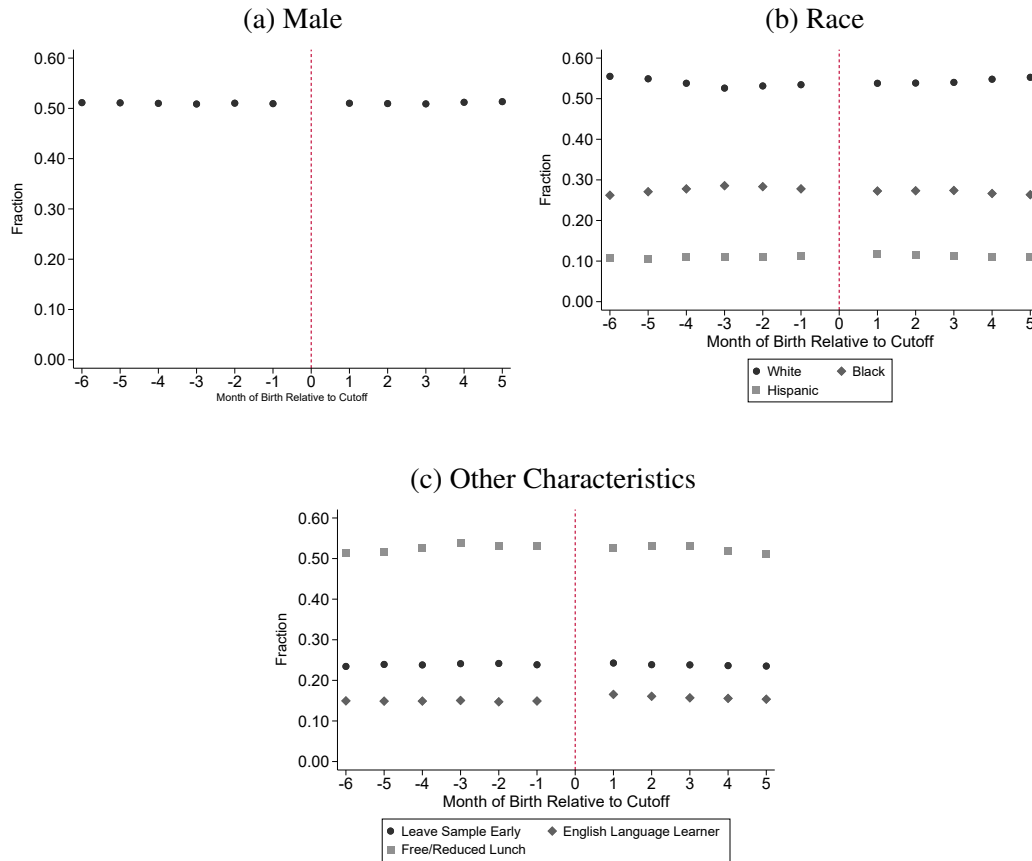 (a) Male
0.60
0.50
0.40
0.30
0.20
0.10
0.00
Fraction
-6 -5 -4 -3 -2 -1 0 1 2 3 4 5
Month of Birth Relative to Cutoff
(b) Race
0.60
0.50
0.40
0.30
0.20
0.10
0.00
Fraction
-6 -5 -4 -3 -2 -1 0 1 2 3 4 5
Month of Birth Relative to Cutoff
White Black
Hispanic
(c) Other Characteristics
0.60
0.50
0.40
0.30
0.20
0.10
0.00
Fraction
-6 -5 -4 -3 -2 -1 0 1 2 3 4 5
Month of Birth Relative to Cutoff
Leave Sample Early English Language Learner
Free/Reduced Lunch